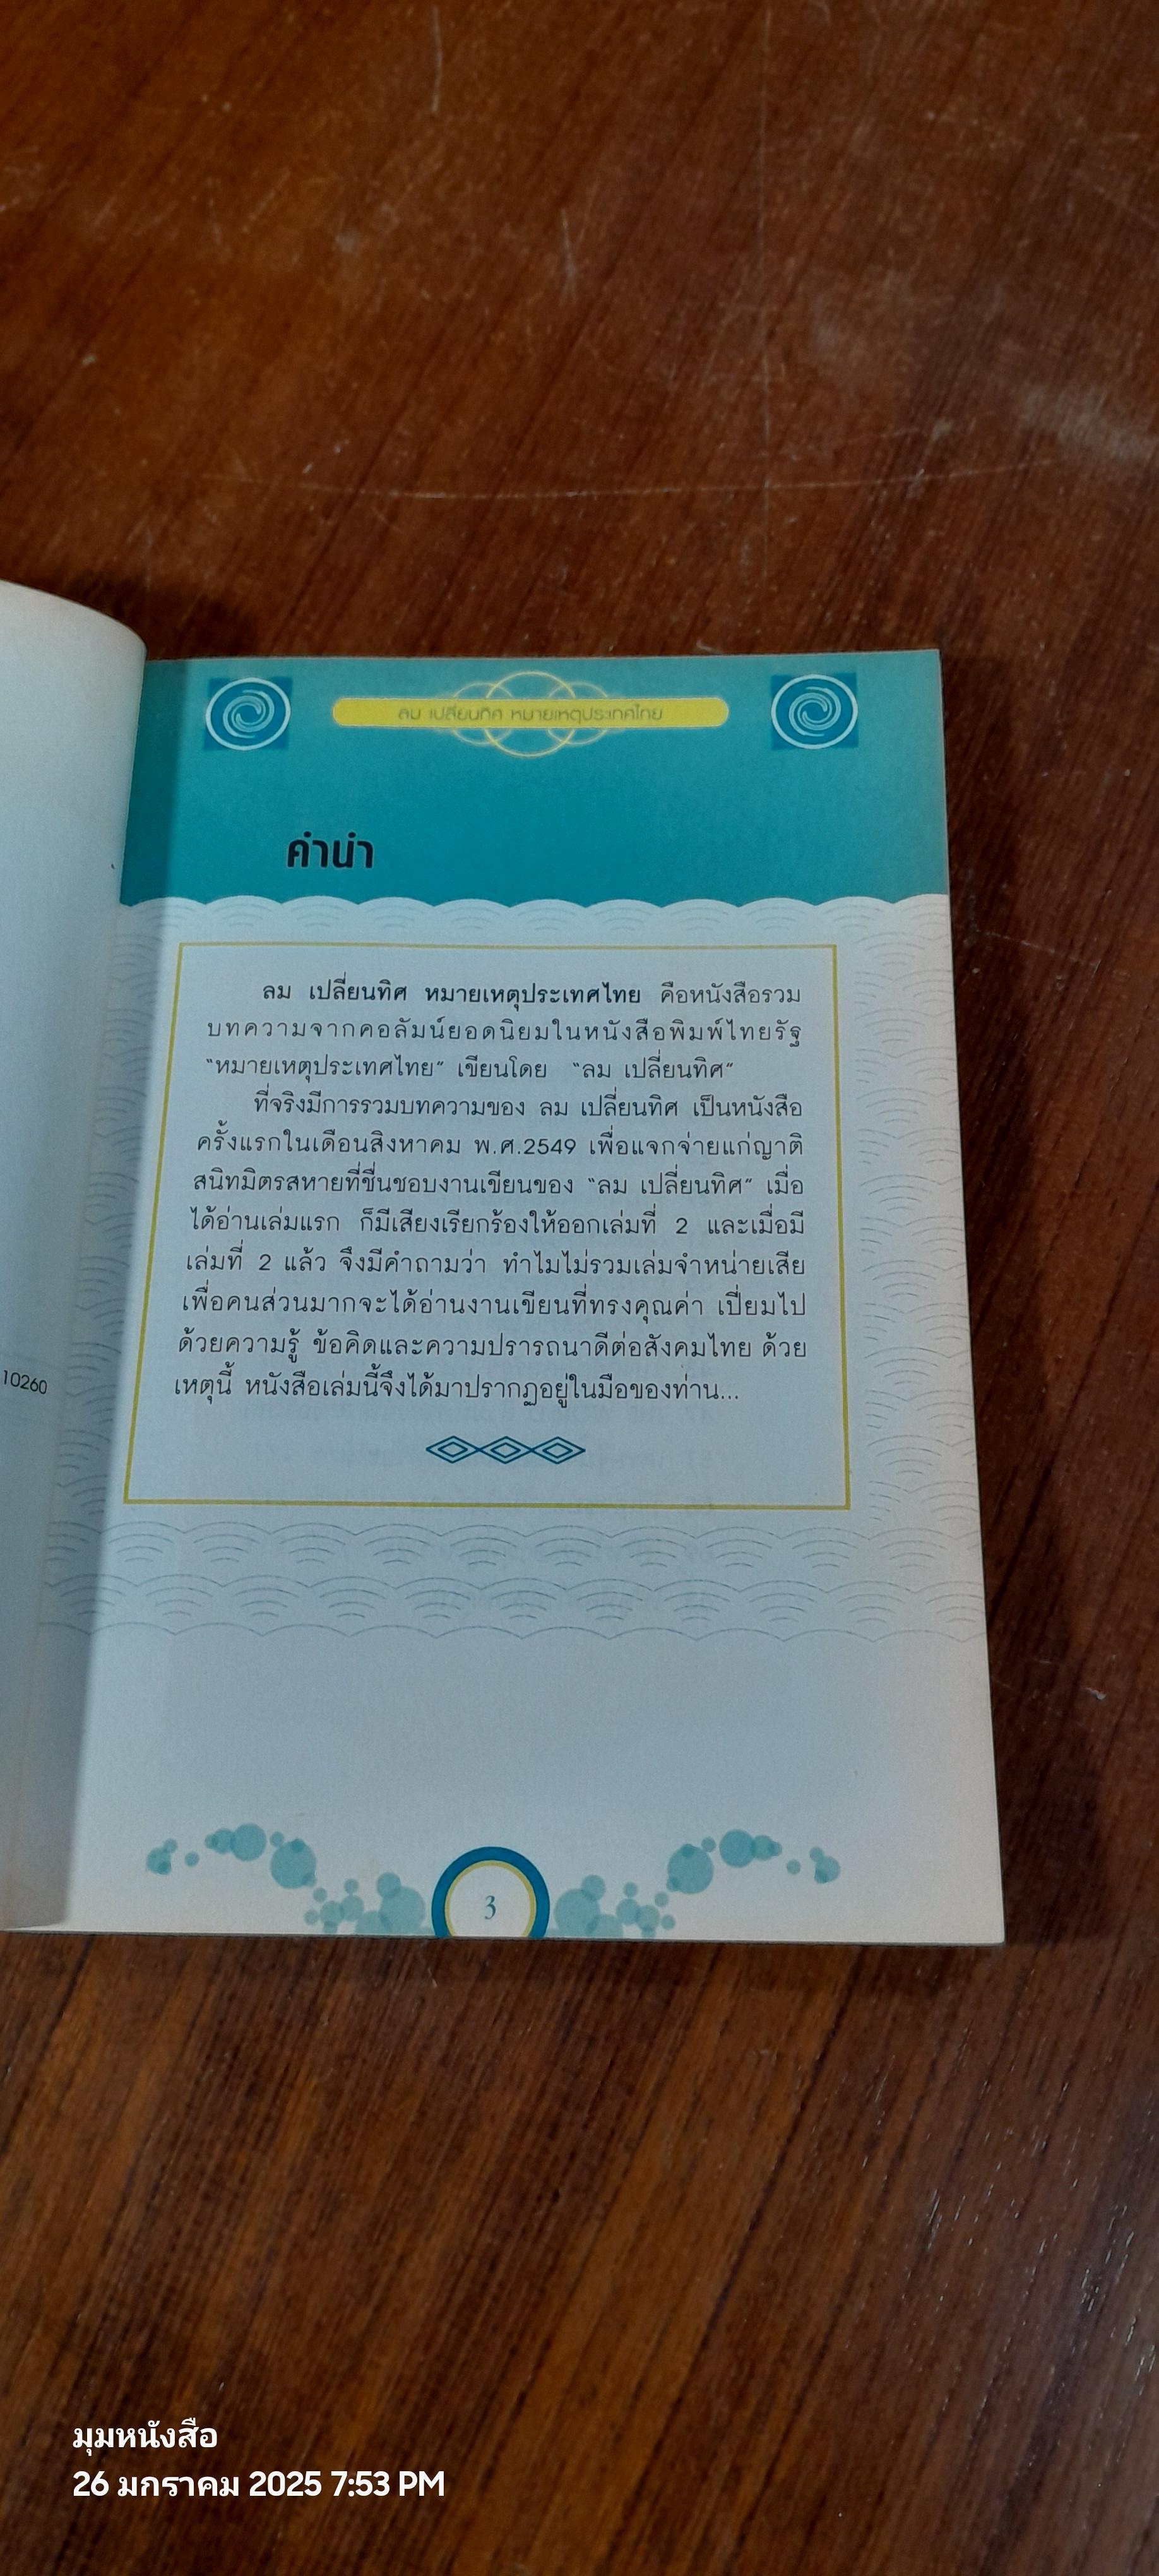 ลม เปลี่ยนทิศ หมายเหตุประเทศไทย
คำนำ
ลม เปลี่ยนทิศ หมายเหตุประเทศไทย คือหนังสือรวม
บทความจากคอลัมน์ยอดนิยมในหนังสือพิมพ์ไทยรัฐ
"หมายเหตุประเทศไทย" เขียนโดย "ลม เปลี่ยนทิศ"
ที่จริงมีการรวมบทความของ ลม เปลี่ยนทิศ เป็นหนังสือ
ครั้งแรกในเดือนสิงหาคม พ.ศ.2549 เพื่อแจกจ่ายแก่ญาติ
สนิทมิตรสหายที่ชื่นชอบงานเขียนของ "ลม เปลี่ยนทิศ" เมื่อ
ได้อ่านเล่มแรก ก็มีเสียงเรียกร้องให้ออกเล่มที่ 2 และเมื่อมี
เล่มที่ 2 แล้ว จึงมีคำถามว่า ทำไมไม่รวมเล่มจำหน่ายเสีย
เพื่อคนส่วนมากจะได้อ่านงานเขียนที่ทรงคุณค่า เปี่ยมไป
ด้วยความรู้ ข้อคิดและความปรารถนาดีต่อสังคมไทย ด้วย
เหตุนี้ หนังสือเล่มนี้จึงได้มาปรากฏอยู่ในมือของท่าน...
10260
3
มุมหนังสือ
26 มกราคม 2025 7:53 PM